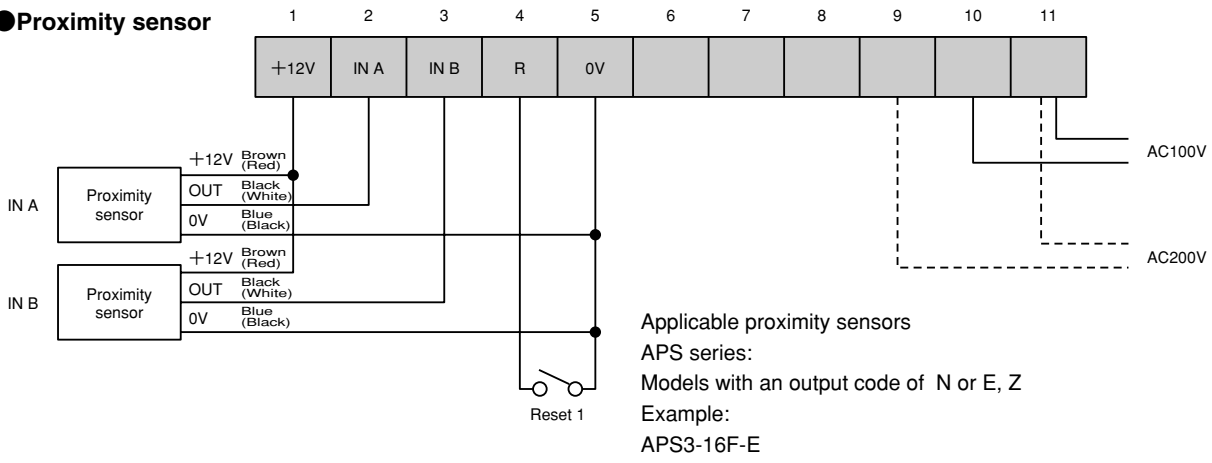 ●Proximity sensor
1 2 3 4 5 6 7 8 9 10 11
+12V IN A IN B R 0V
+12V Brown (Red)
OUT Black (White)
0V Blue (Black)
IN A
Proximity sensor
AC100V
+12V Brown (Red)
OUT Black (White)
0V Blue (Black)
IN B
Proximity sensor
AC200V
Reset 1
Applicable proximity sensors
APS series:
Models with an output code of N or E, Z
Example:
APS3-16F-E